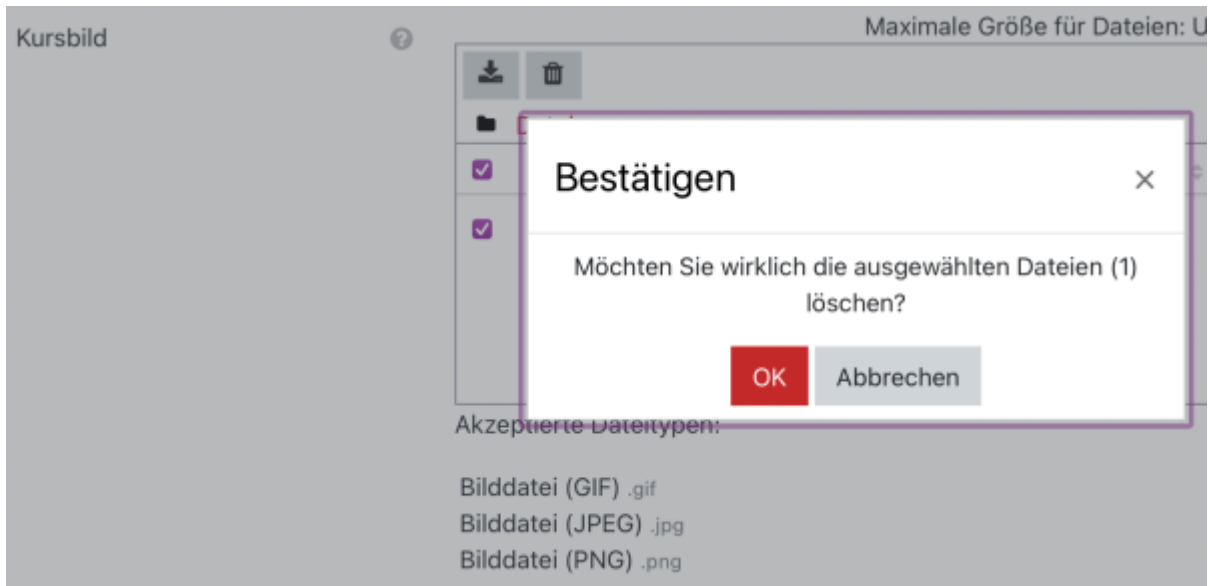 Maximale Größe für Dateien: U
Kursbild
Bestätigen
Möchten Sie wirklich die ausgewählten Dateien (1)
löschen?
OK Abbrechen
Akzeptierte Dateitypen:
Bilddatei (GIF) .gif
Bilddatei (JPEG) .jpg
Bilddatei (PNG) .png